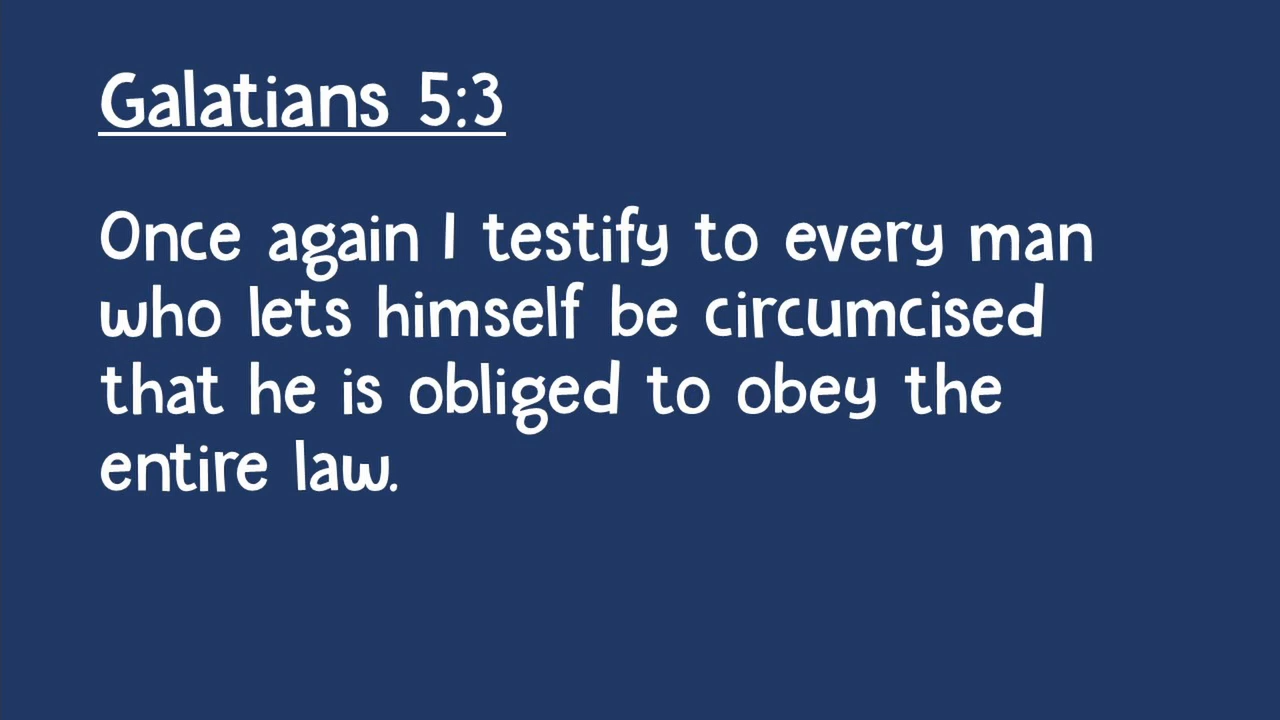 Galatians 5:3
Once again I testify to every man
who lets himself be circumcised
that he is obliged to obey the
entire law.